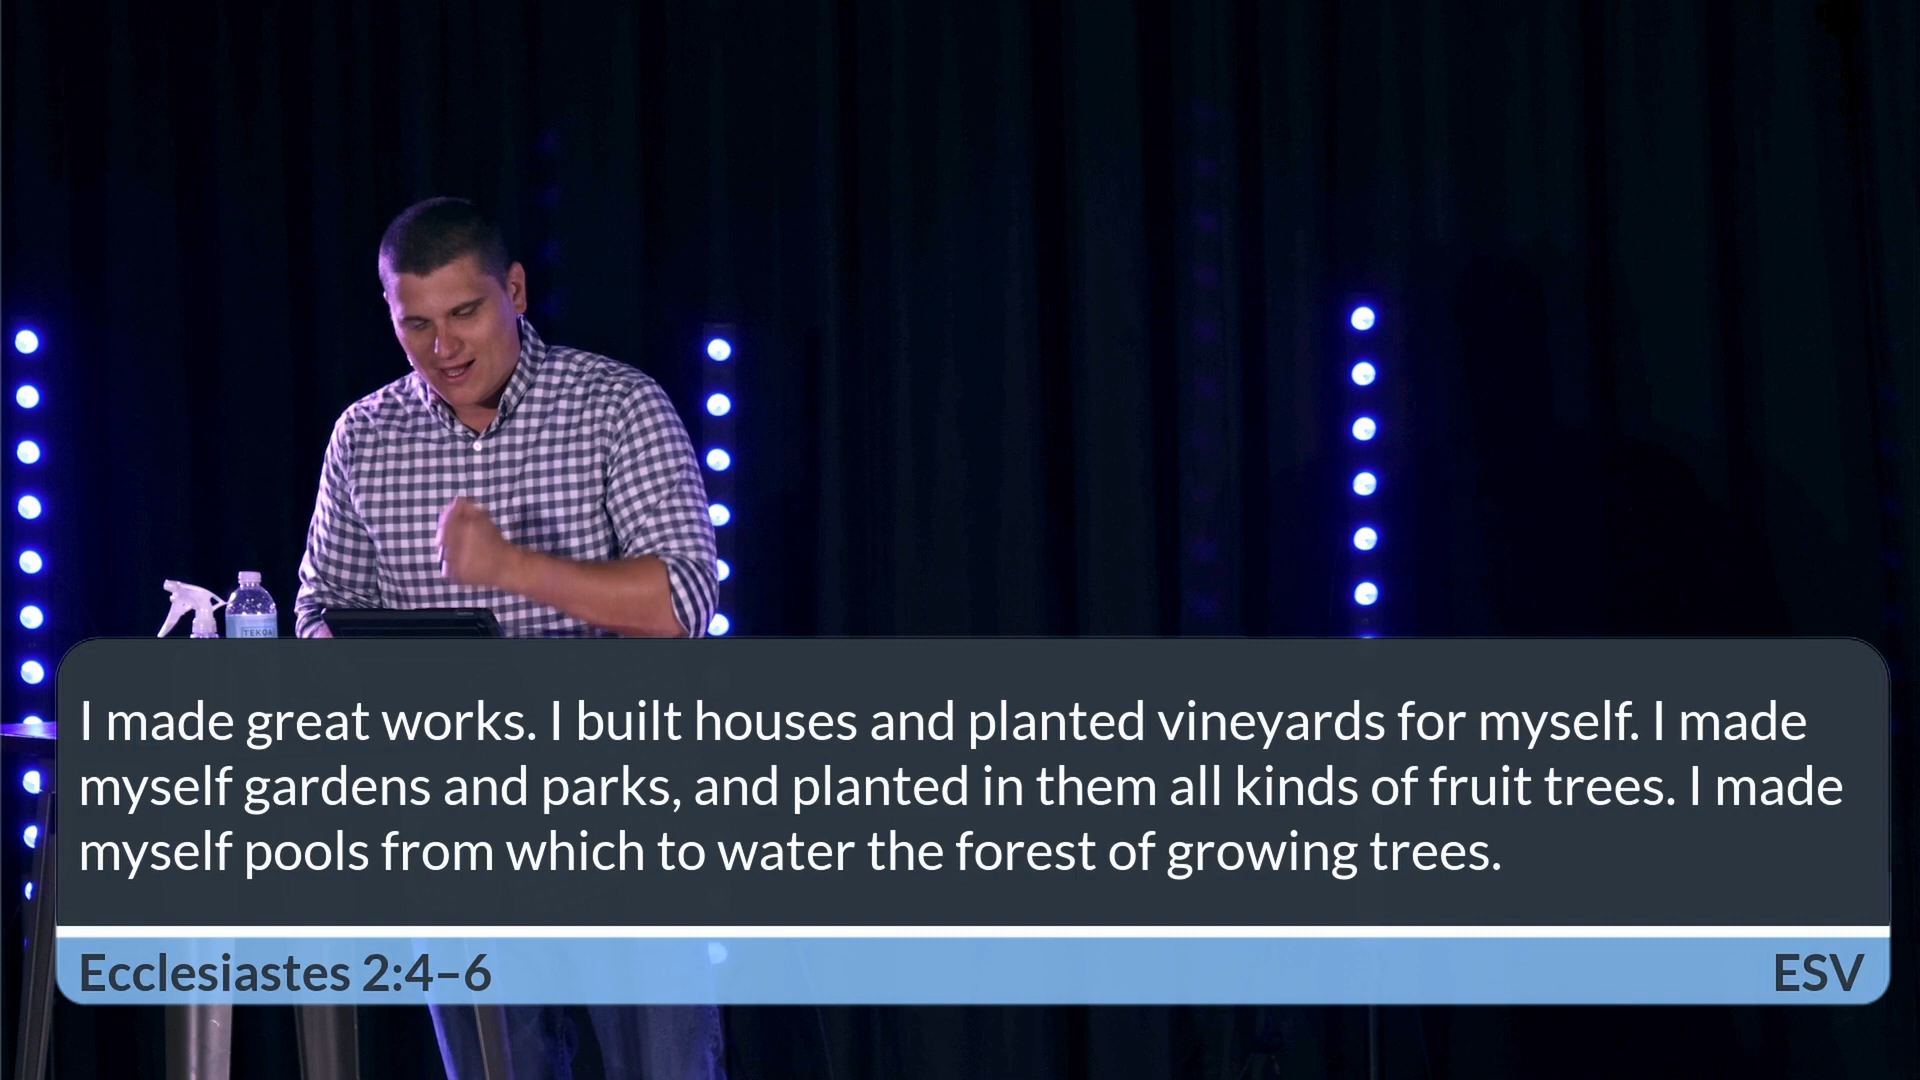 TEKOA
I made great works. I built houses and planted vineyards for myself. I made
myself gardens and parks, and planted in them all kinds of fruit trees. I made
myself pools from which to water the forest of growing trees.
Ecclesiastes 2:4–6 ESV